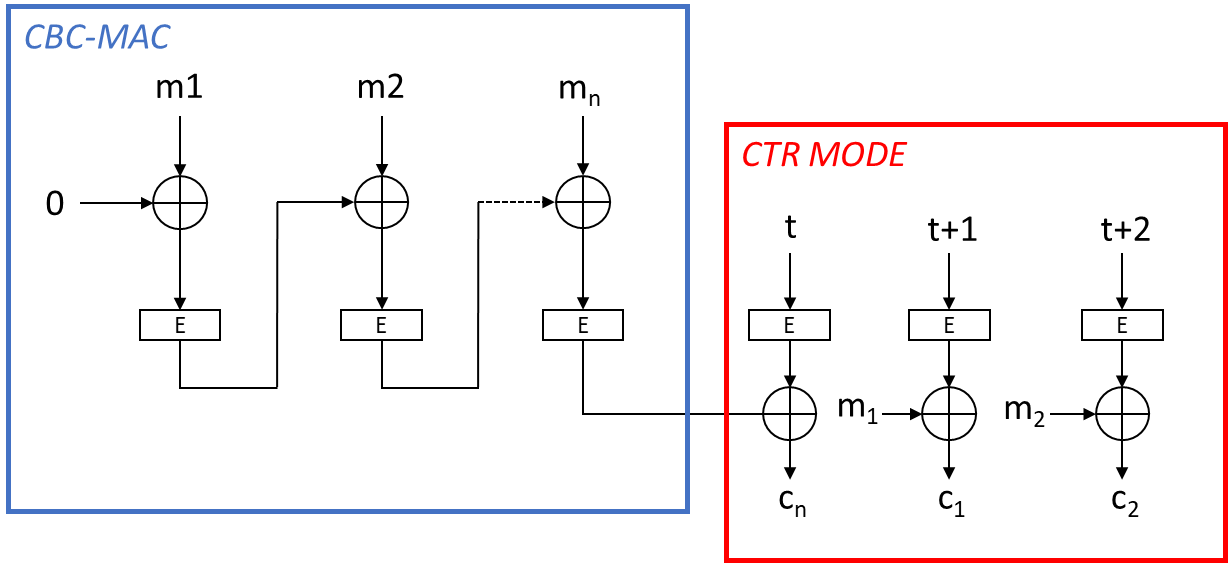 CBC-MAC
m1 m2 mₙ
CTR MODE
0
t t+1 t+2
E E E E E E
m₁ m₂
cₙ c₁ c₂